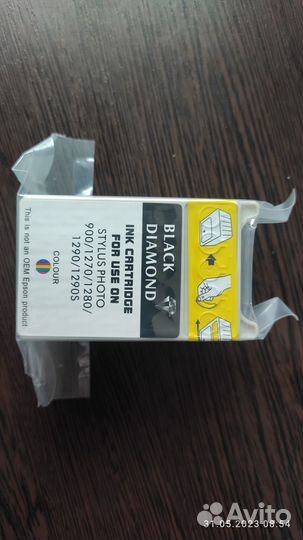 BLACK
DIAMOND
INK CARTRIDGE
FOR USE ON
STYLUS PHOTO
900/1270/1280/
1290/1290S
COLOUR
This is not an OEM Epson product
31.05.2023 08:54
Avito